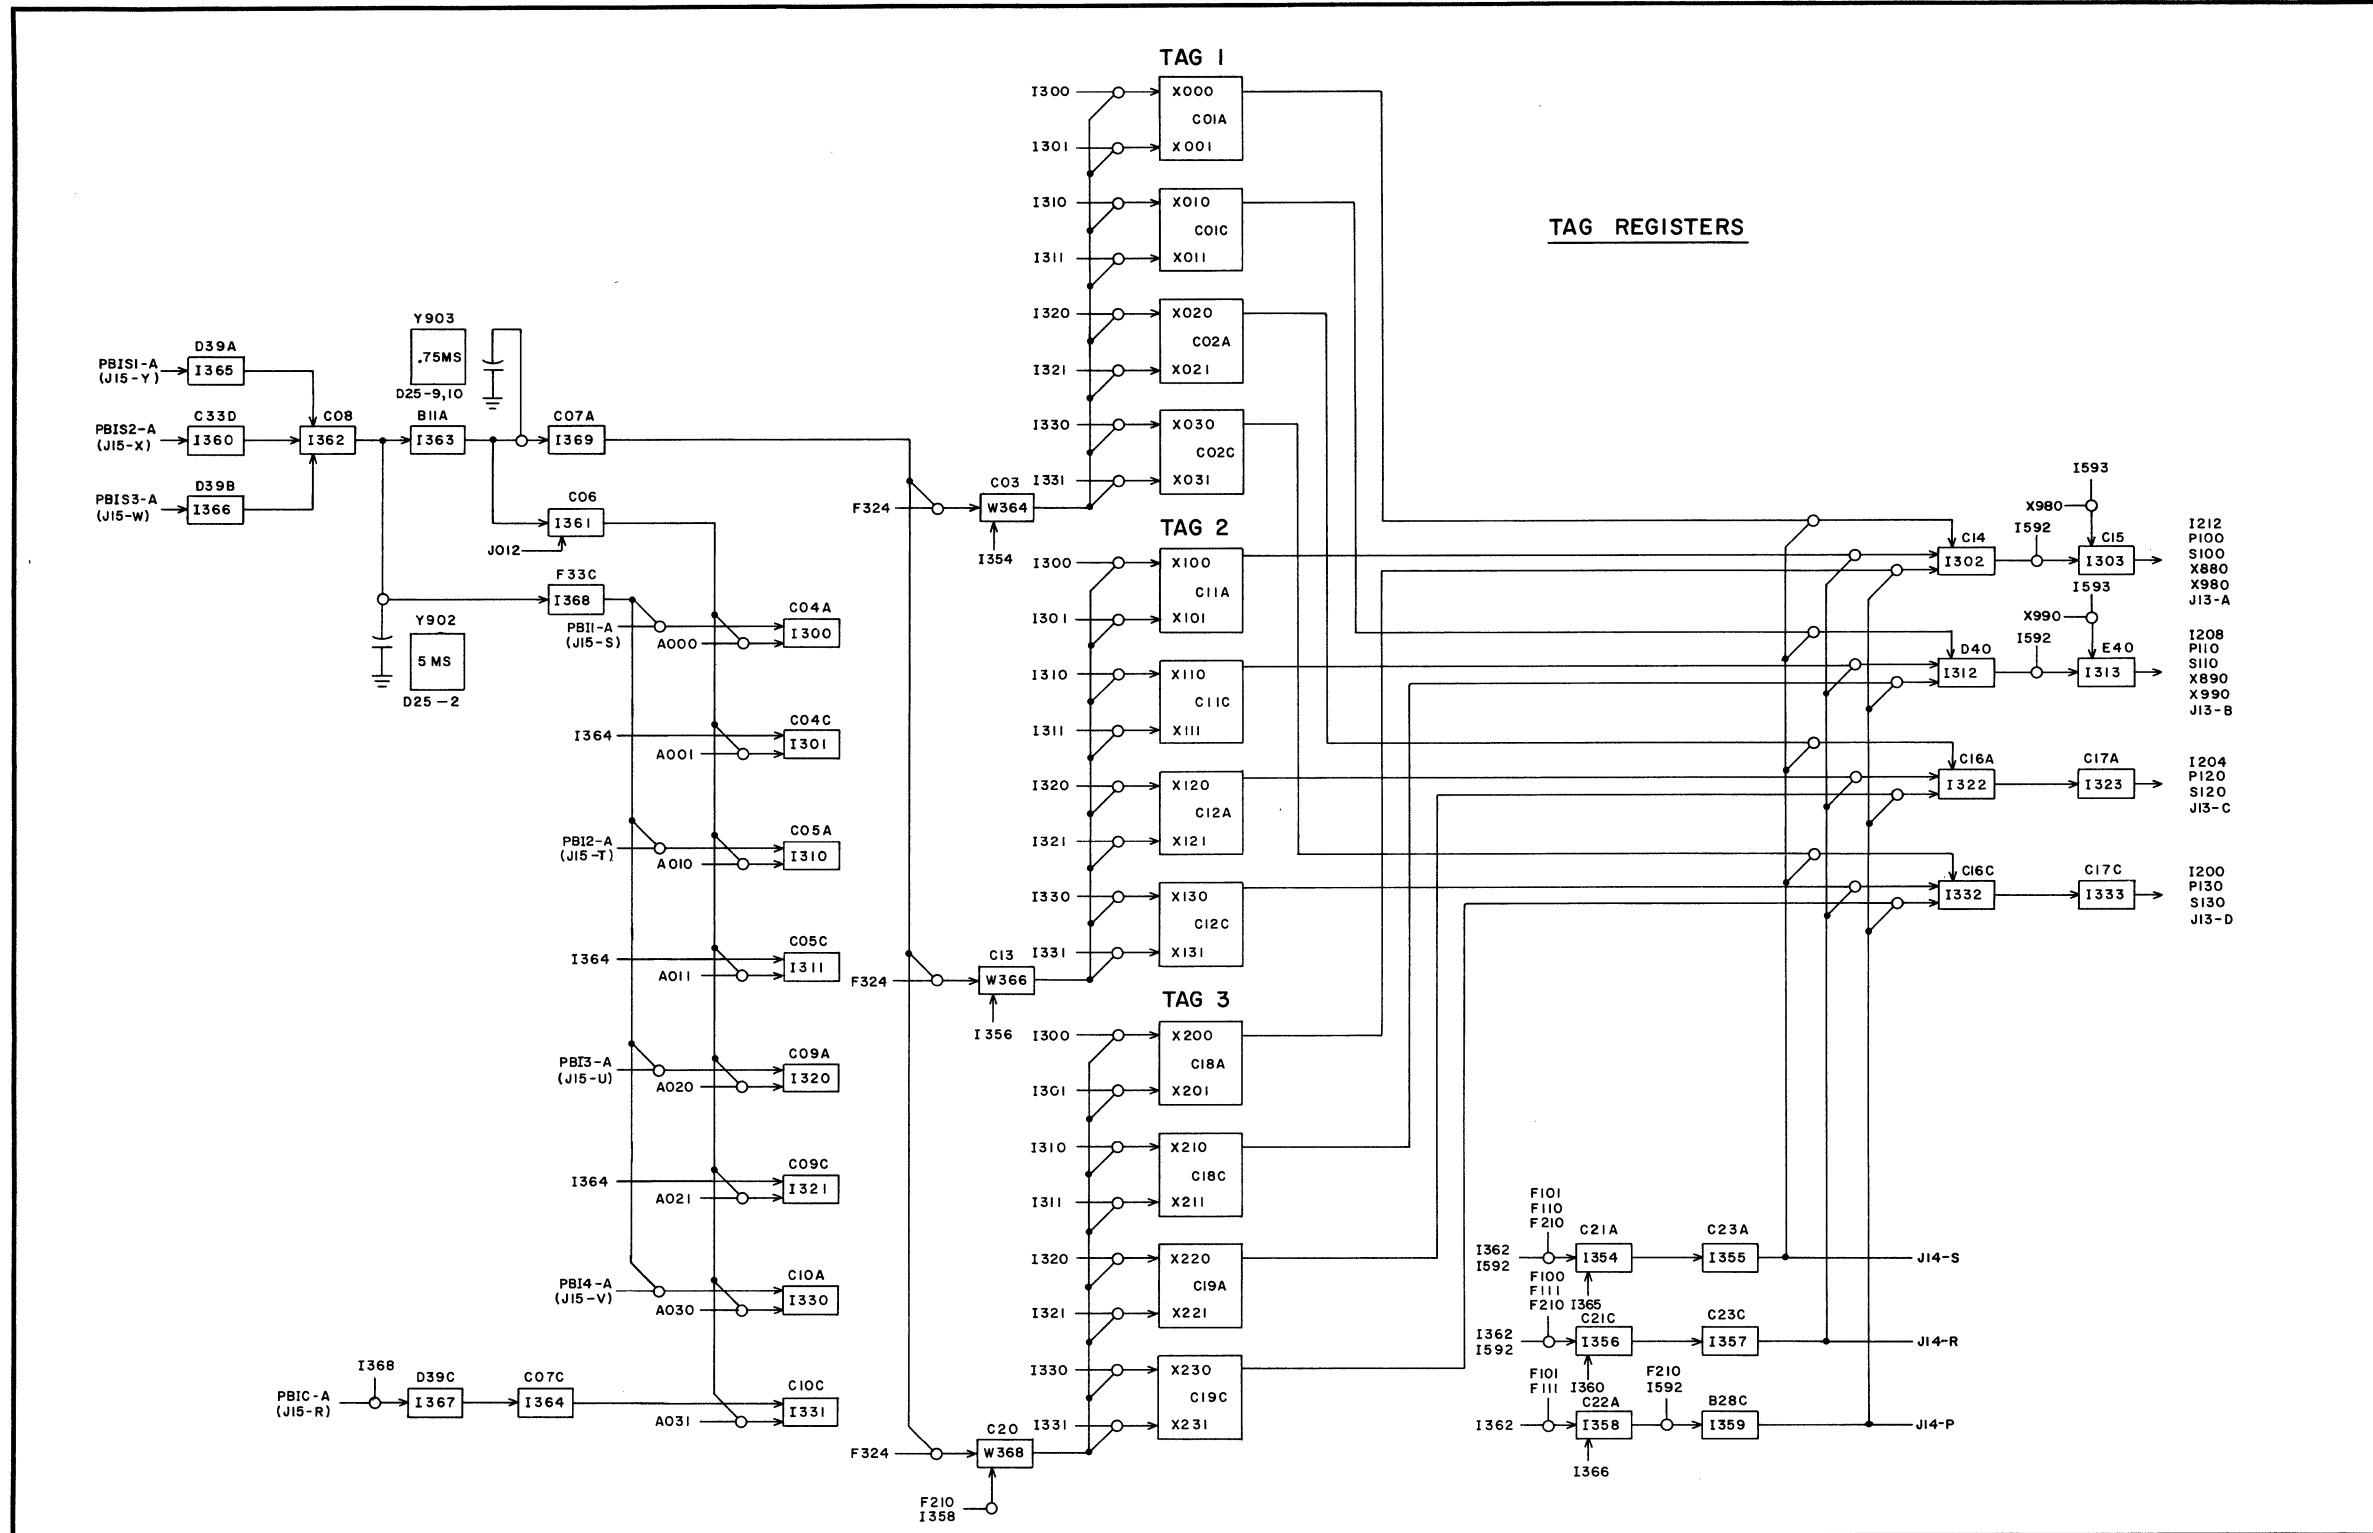 TAG REGISTERS
PBIS1-A
(J15-Y)
D39A
I365
PBIS2-A
(J15-X)
C33D
I360
PBIS3-A
(J15-W)
D39B
I366
C08
I362
Y903
.75MS
D25-9,10
B11A
I363
C07A
I369
C06
I361
J012
F33C
I368
Y902
5 MS
D25-2
PBI1-A
(J15-S)
A000
C04A
I300
I364
A001
C04C
I301
PBI2-A
(J15-T)
A010
C05A
I310
I364
A011
C05C
I311
PBI3-A
(J15-U)
A020
C09A
I320
I364
A021
C09C
I321
PBI4-A
(J15-V)
A030
C10A
I330
I368
PBIC-A
(J15-R)
D39C
I367
C07C
I364
A031
C10C
I331
TAG 1
I300
X000
C01A
I301
X001
I310
X010
C01C
I311
X011
I320
X020
C02A
I321
X021
I330
X030
C02C
I331
X031
F324
C03
W364
I354
TAG 2
I300
X100
C11A
I301
X101
I310
X110
C11C
I311
X111
I320
X120
C12A
I321
X121
I330
X130
C12C
I331
X131
F324
C13
W366
I356
TAG 3
I300
X200
C18A
I301
X201
I310
X210
C18C
I311
X211
I320
X220
C19A
I321
X221
I330
X230
C19C
I331
X231
F324
C20
W368
F210
I358
C14
I302
I592
I593
X980
C15
I303
I212
P100
S100
X880
X980
J13-A
D40
I312
I592
I593
X990
E40
I313
I208
P110
S110
X890
X990
J13-B
C16A
I322
C17A
I323
I204
P120
S120
J13-C
C16C
I332
C17C
I333
I200
P130
S130
J13-D
F101
F110
F210
I362
I592
C21A
I354
I365
C23A
I355
J14-S
F100
F111
F210
I362
I592
C21C
I356
I360
C23C
I357
J14-R
F101
F111
I362
C22A
I358
I366
F210
I592
B28C
I359
J14-P